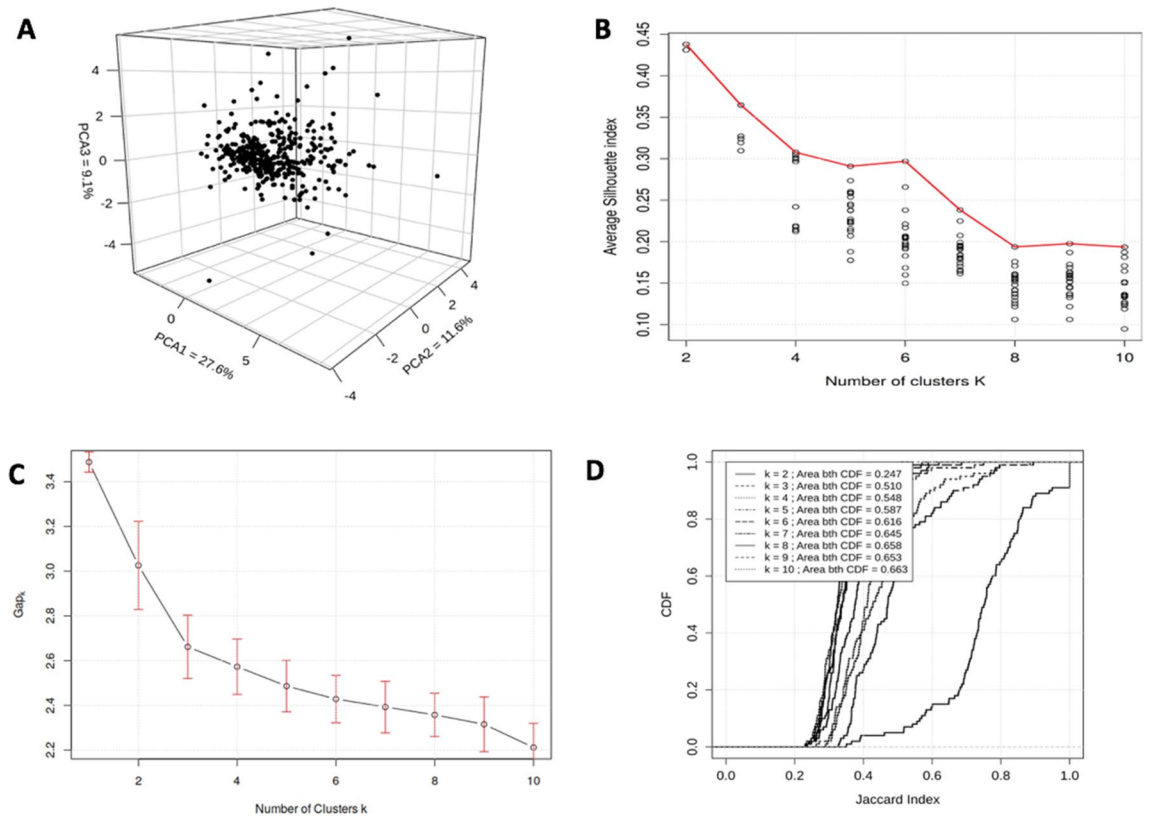 A
4
2
0
-2
-4
PCA3 = 9.1%
0
5
PCA1 = 27.6%
-4
-2
0
2
4
PCA2 = 11.6%
B
0.45
0.40
0.35
0.30
0.25
0.20
0.15
0.10
Average Silhouette index
2 4 6 8 10
Number of clusters K
C
3.4
3.2
3.0
2.8
2.6
2.4
2.2
Gapk
2 4 6 8 10
Number of Clusters k
D
1.0
0.8
0.6
0.4
0.2
0.0
CDF
k = 2 ; Area bth CDF = 0.247
k = 3 ; Area bth CDF = 0.510
k = 4 ; Area bth CDF = 0.548
k = 5 ; Area bth CDF = 0.587
k = 6 ; Area bth CDF = 0.616
k = 7 ; Area bth CDF = 0.645
k = 8 ; Area bth CDF = 0.658
k = 9 ; Area bth CDF = 0.653
k = 10 ; Area bth CDF = 0.663
0.0 0.2 0.4 0.6 0.8 1.0
Jaccard Index